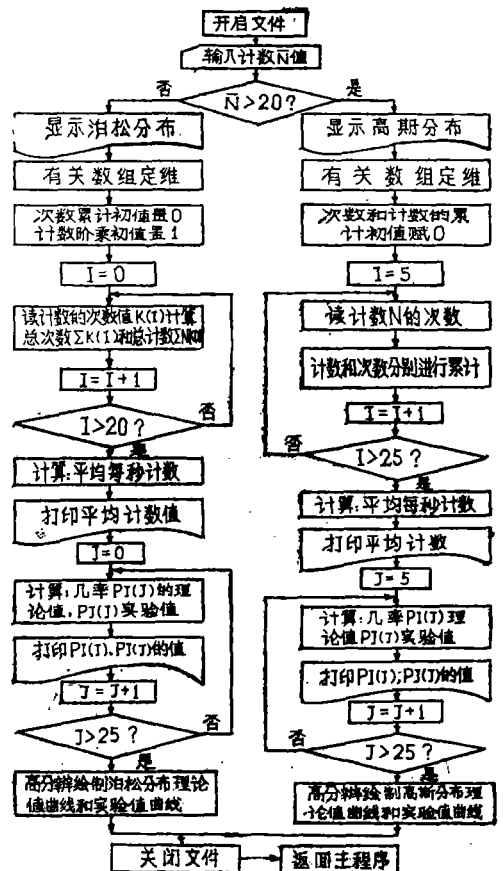 开启文件
输入计数N̄值
否
N̄>20?
是
显示泊松分布
有关数组定维
次数累计初值置0
计数阶乘初值置1
I=0
读计数的次数值K(I)计算
总次数ΣK(I)和总计数ΣNK(I)
I=I+1
I>20?
否
是
计算:平均每秒计数
打印平均计数值
J=0
计算:几率PI(J)的理
论值,PJ(J)实验值
打印PI(J),PJ(J)的值
J=J+1
J>25?
否
是
高分辨绘制泊松分布理论
值曲线和实验值曲线
显示高斯分布
有关数组定维
次数和计数的累
计初值赋0
I=5
读计数N的次数
计数和次数分别进行累计
I=I+1
否
I>25?
是
计算:平均每秒计数
打印平均计数
J=5
计算:几率PI(J)理
论值PJ(J)实验值
打印PI(J);PJ(J)的值
J=J+1
否
J>25?
是
高分辨绘制高斯分布理
论值曲线和实验值曲线
关闭文件
返回主程序